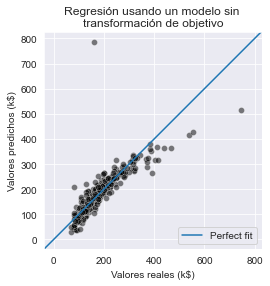 Regresión usando un modelo sin
transformación de objetivo
800
700
600
500
400
300
200
100
0
Valores predichos (k$)
Perfect fit
0 200 400 600 800
Valores reales (k$)